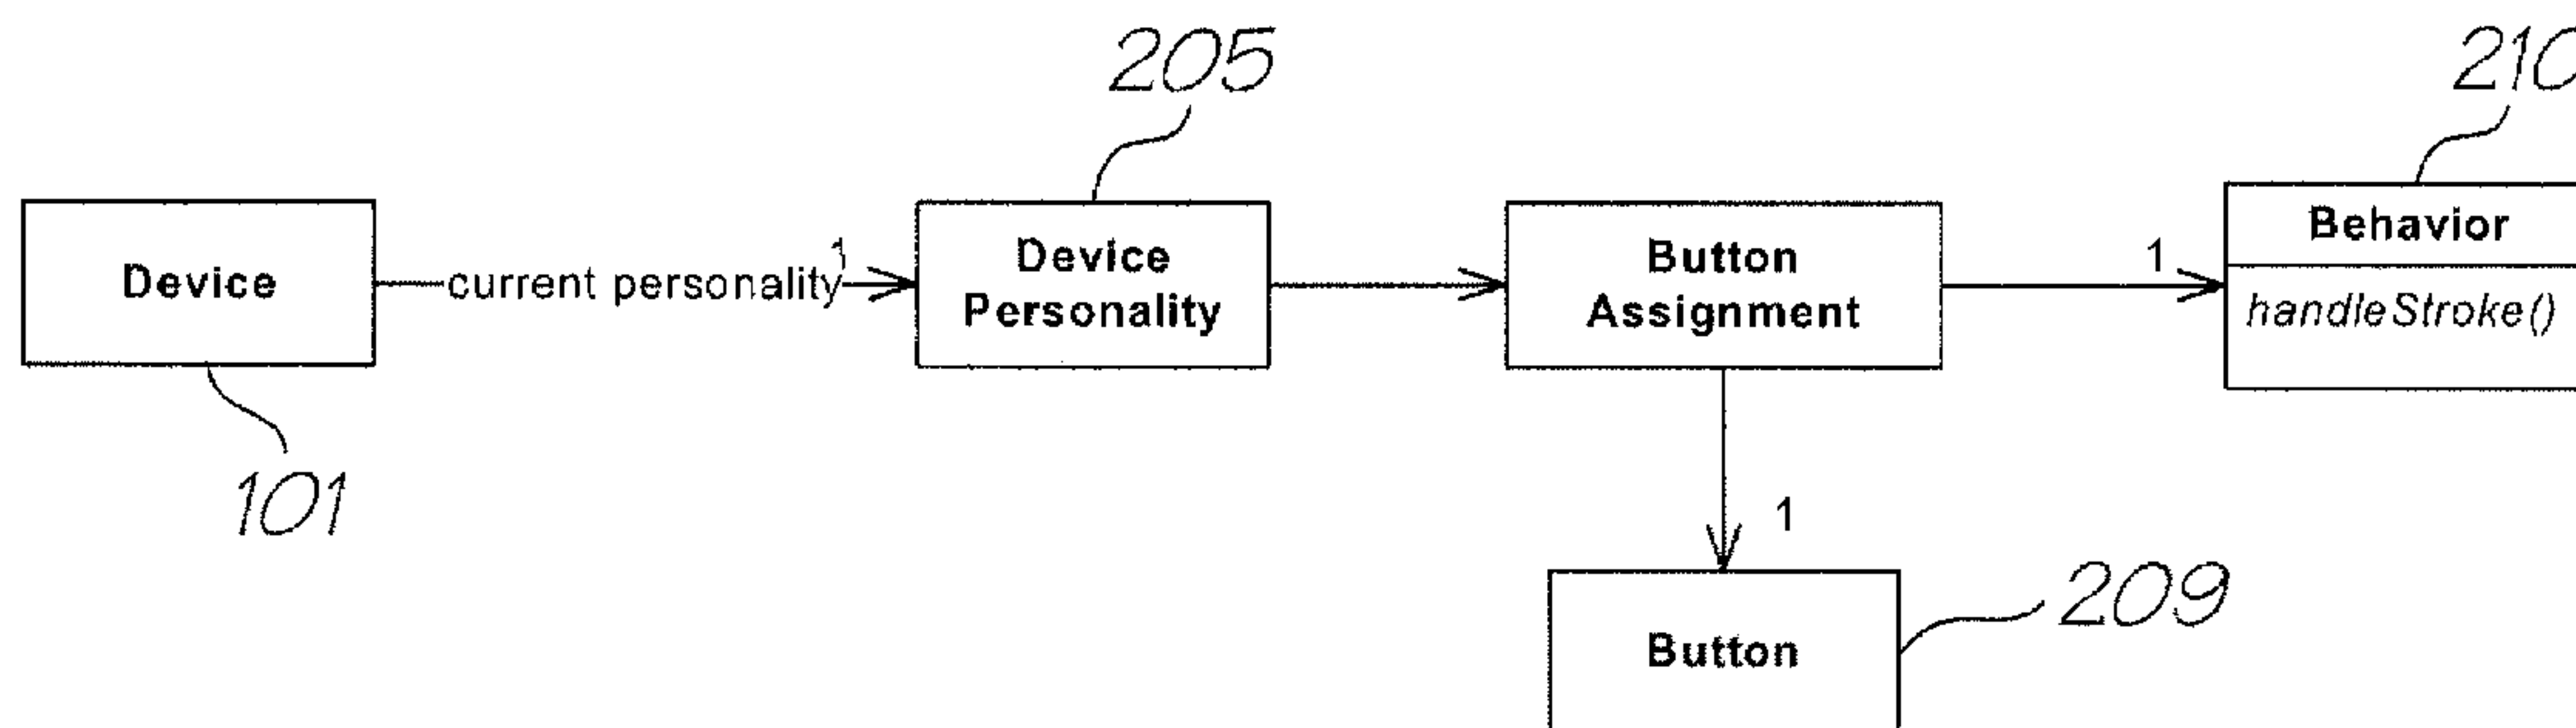 205
210
Device
current personality
1
Device
Personality
Button
Assignment
1
Behavior
handleStroke()
101
1
Button
209